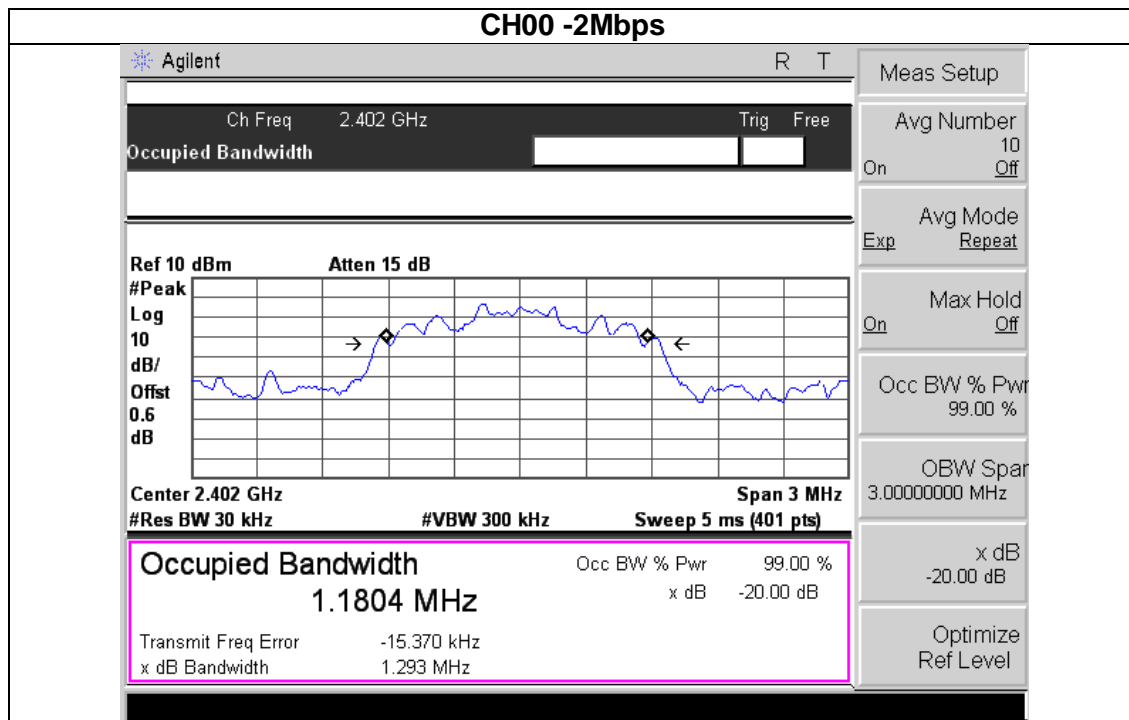 CH00 -2Mbps
Agilent R T
Ch Freq 2.402 GHz Trig Free
Occupied Bandwidth
Ref 10 dBm Atten 15 dB
#Peak
Log
10
dB/
Offst
0.6
dB
Center 2.402 GHz Span 3 MHz
#Res BW 30 kHz #VBW 300 kHz Sweep 5 ms (401 pts)
Occupied Bandwidth Occ BW % Pwr 99.00 %
1.1804 MHz x dB -20.00 dB
Transmit Freq Error -15.370 kHz
x dB Bandwidth 1.293 MHz
Meas Setup
Avg Number
10
On Off
Avg Mode
Exp Repeat
Max Hold
On Off
Occ BW % Pwr
99.00 %
OBW Span
3.00000000 MHz
x dB
-20.00 dB
Optimize
Ref Level